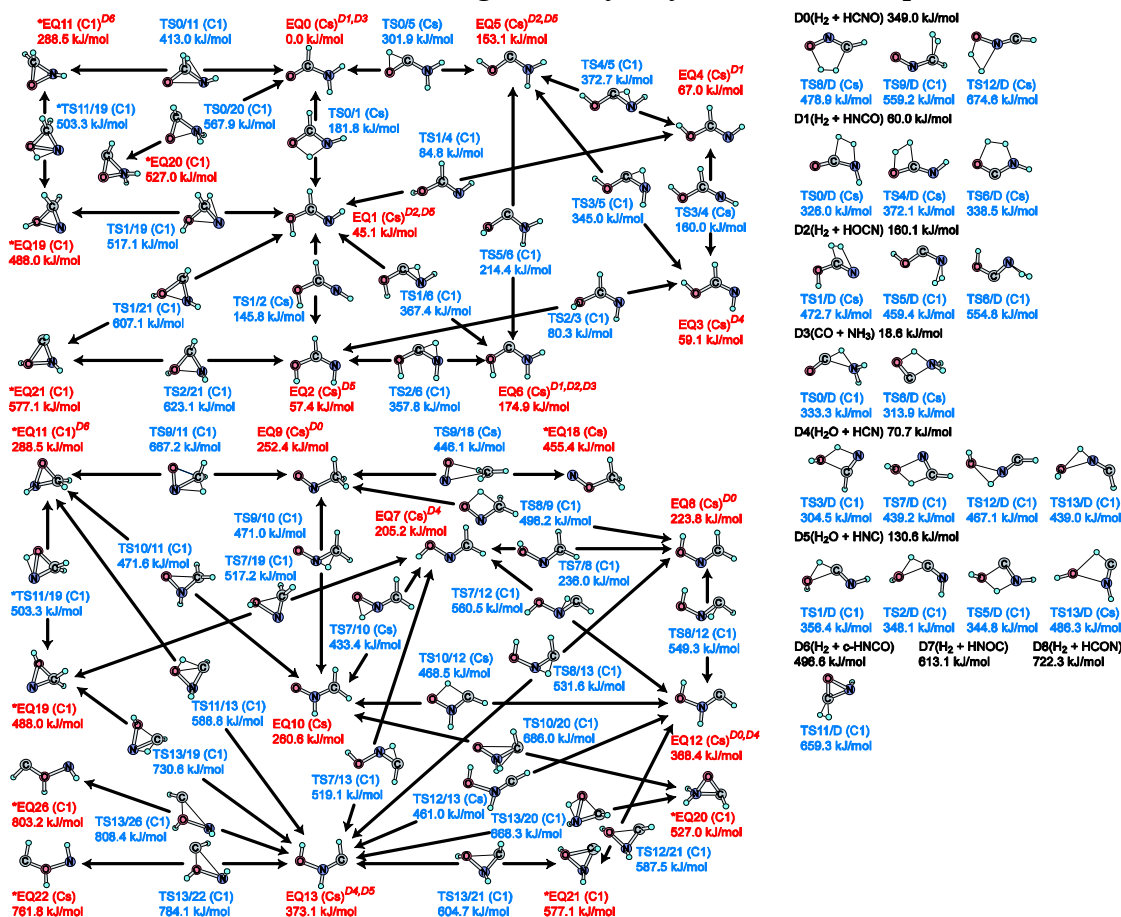 *EQ11 (C1)D6
288.5 kJ/mol
TS0/11 (C1)
413.0 kJ/mol
EQ0 (Cs)D1,D3
0.0 kJ/mol
TS0/5 (C1)
301.9 kJ/mol
EQ5 (Cs)D2,D5
153.1 kJ/mol
TS4/5 (C1)
372.7 kJ/mol
EQ4 (Cs)D1
67.0 kJ/mol
*TS11/19 (C1)
503.3 kJ/mol
TS0/20 (C1)
567.9 kJ/mol
TS0/1 (Cs)
181.8 kJ/mol
TS1/4 (C1)
84.8 kJ/mol
*EQ20 (C1)
527.0 kJ/mol
TS3/5 (C1)
345.0 kJ/mol
TS3/4 (Cs)
160.0 kJ/mol
*EQ19 (C1)
488.0 kJ/mol
TS1/19 (C1)
517.1 kJ/mol
EQ1 (Cs)D2,D5
45.1 kJ/mol
TS5/6 (C1)
214.4 kJ/mol
TS1/21 (C1)
607.1 kJ/mol
TS1/2 (Cs)
145.8 kJ/mol
TS1/6 (C1)
367.4 kJ/mol
TS2/3 (C1)
80.3 kJ/mol
EQ3 (Cs)D4
59.1 kJ/mol
*EQ21 (C1)
577.1 kJ/mol
TS2/21 (C1)
623.1 kJ/mol
EQ2 (Cs)D5
57.4 kJ/mol
TS2/6 (C1)
357.8 kJ/mol
EQ6 (Cs)D1,D2,D3
174.9 kJ/mol
*EQ11 (C1)D6
288.5 kJ/mol
TS9/11 (C1)
667.2 kJ/mol
EQ9 (Cs)D0
252.4 kJ/mol
TS9/18 (Cs)
446.1 kJ/mol
*EQ18 (Cs)
455.4 kJ/mol
TS9/10 (C1)
471.0 kJ/mol
EQ7 (Cs)D4
205.2 kJ/mol
TS8/9 (C1)
496.2 kJ/mol
EQ8 (Cs)D0
223.8 kJ/mol
TS10/11 (C1)
471.6 kJ/mol
TS7/19 (C1)
517.2 kJ/mol
TS7/8 (C1)
236.0 kJ/mol
*TS11/19 (C1)
503.3 kJ/mol
TS7/10 (Cs)
433.4 kJ/mol
TS7/12 (C1)
560.5 kJ/mol
TS8/12 (C1)
549.3 kJ/mol
TS10/12 (Cs)
468.5 kJ/mol
TS8/13 (C1)
531.6 kJ/mol
*EQ19 (C1)
488.0 kJ/mol
TS11/13 (C1)
588.8 kJ/mol
EQ10 (Cs)
260.6 kJ/mol
TS10/20 (C1)
686.0 kJ/mol
EQ12 (Cs)D0,D4
368.4 kJ/mol
TS13/19 (C1)
730.6 kJ/mol
TS7/13 (C1)
519.1 kJ/mol
TS12/13 (Cs)
461.0 kJ/mol
*EQ26 (C1)
803.2 kJ/mol
TS13/26 (C1)
808.4 kJ/mol
TS13/20 (C1)
668.3 kJ/mol
*EQ20 (C1)
527.0 kJ/mol
TS12/21 (C1)
587.5 kJ/mol
*EQ22 (Cs)
761.8 kJ/mol
TS13/22 (C1)
784.1 kJ/mol
EQ13 (Cs)D4,D5
373.1 kJ/mol
TS13/21 (C1)
604.7 kJ/mol
*EQ21 (C1)
577.1 kJ/mol
D0(H2 + HCNO) 349.0 kJ/mol
TS8/D (Cs) TS9/D (C1) TS12/D (Cs)
478.9 kJ/mol 559.2 kJ/mol 674.6 kJ/mol
D1(H2 + HNCO) 60.0 kJ/mol
TS0/D (Cs) TS4/D (Cs) TS6/D (Cs)
326.0 kJ/mol 372.1 kJ/mol 338.5 kJ/mol
D2(H2 + HOCN) 160.1 kJ/mol
TS1/D (Cs) TS5/D (C1) TS6/D (C1)
472.7 kJ/mol 459.4 kJ/mol 554.8 kJ/mol
D3(CO + NH3) 18.6 kJ/mol
TS0/D (C1) TS6/D (Cs)
333.3 kJ/mol 313.9 kJ/mol
D4(H2O + HCN) 70.7 kJ/mol
TS3/D (Cs) TS7/D (C1) TS12/D (C1) TS13/D (C1)
304.5 kJ/mol 439.2 kJ/mol 467.1 kJ/mol 439.0 kJ/mol
D5(H2O + HNC) 130.6 kJ/mol
TS1/D (C1) TS2/D (C1) TS5/D (C1) TS13/D (Cs)
356.4 kJ/mol 348.1 kJ/mol 344.8 kJ/mol 486.3 kJ/mol
D6(H2 + c-HNCO) D7(H2 + HNOC) D8(H2 + HCON)
496.6 kJ/mol 613.1 kJ/mol 722.3 kJ/mol
TS11/D (C1)
659.3 kJ/mol